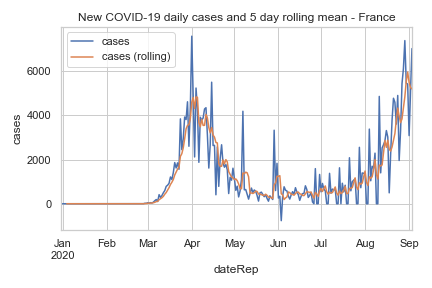 New COVID-19 daily cases and 5 day rolling mean - France
cases
cases (rolling)
6000
4000
2000
0
cases
Jan Feb Mar Apr May Jun Jul Aug Sep
2020
dateRep